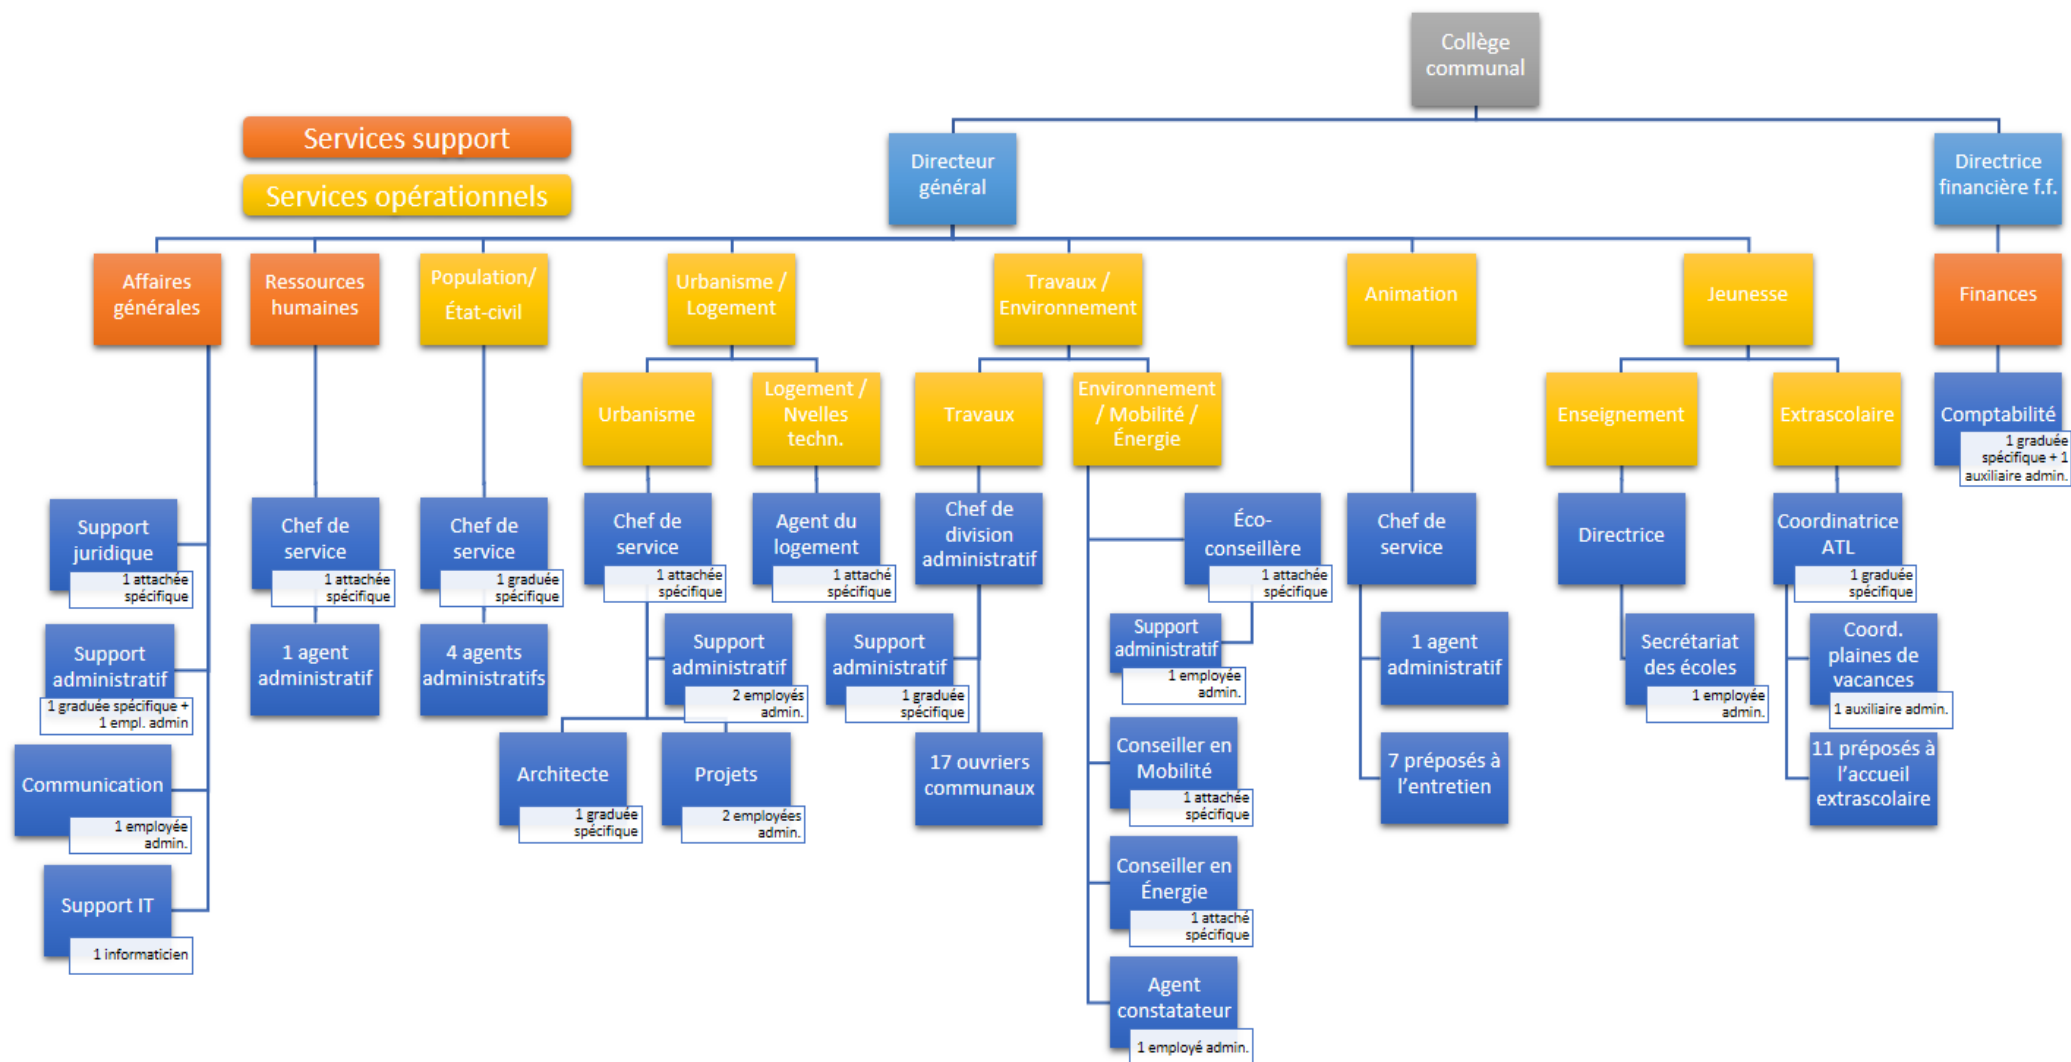 Collège
communal
Services support
Services opérationnels
Directeur
général
Directrice
financière f.f.
Affaires
générales
Ressources
humaines
Population/
État-civil
Urbanisme /
Logement
Travaux /
Environnement
Animation
Jeunesse
Finances
Urbanisme
Logement /
Nvelles
techn.
Travaux
Environnement
/ Mobilité /
Énergie
Enseignement
Extrascolaire
Comptabilité
1 graduée
spécifique + 1
auxiliaire admin.
Support
juridique
1 attachée
spécifique
Chef de
service
1 attachée
spécifique
Chef de
service
1 graduée
spécifique
Chef de
service
1 attachée
spécifique
Agent du
logement
1 attaché
spécifique
Chef de
division
administratif
Éco-
conseillère
1 attachée
spécifique
Chef de
service
Directrice
Coordinatrice
ATL
1 graduée
spécifique
Support
administratif
1 graduée spécifique +
1 empl. admin
1 agent
administratif
4 agents
administratifs
Support
administratif
2 employés
admin.
Support
administratif
1 graduée
spécifique
Support
administratif
1 employée
admin.
1 agent
administratif
Secrétariat
des écoles
1 employée
admin.
Coord.
plaines de
vacances
1 auxiliaire admin.
Communication
1 employée
admin.
Architecte
1 graduée
spécifique
Projets
2 employées
admin.
17 ouvriers
communaux
Conseiller en
Mobilité
1 attachée
spécifique
7 préposés à
l'entretien
11 préposés à
l'accueil
extrascolaire
Support IT
1 informaticien
Conseiller en
Énergie
1 attaché
spécifique
Agent
constatateur
1 employé admin.